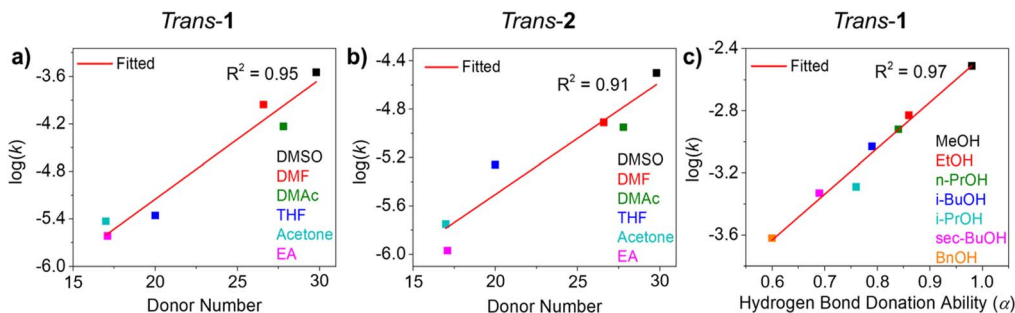 Trans-1
a)
Fitted
R² = 0.95
log(k)
-3.6
-4.2
-4.8
-5.4
-6.0
DMSO
DMF
DMAc
THF
Acetone
EA
15 20 25 30
Donor Number
Trans-2
b)
Fitted
R² = 0.91
log(k)
-4.4
-4.8
-5.2
-5.6
-6.0
DMSO
DMF
DMAc
THF
Acetone
EA
15 20 25 30
Donor Number
Trans-1
c)
Fitted
R² = 0.97
log(k)
-2.4
-2.8
-3.2
-3.6
MeOH
EtOH
n-PrOH
i-BuOH
i-PrOH
sec-BuOH
BnOH
0.6 0.7 0.8 0.9 1.0
Hydrogen Bond Donation Ability (α)